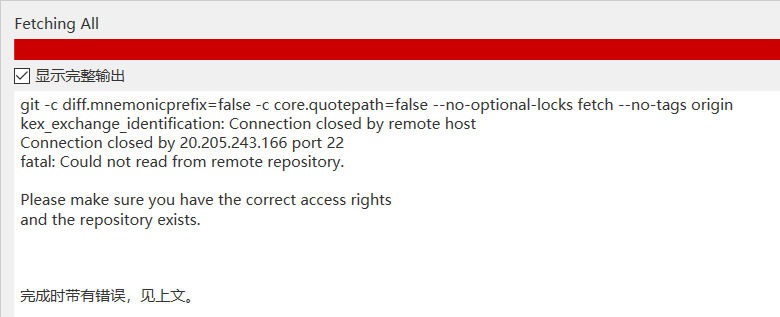 Fetching All
显示完整输出
git -c diff.mnemonicprefix=false -c core.quotepath=false --no-optional-locks fetch --no-tags origin
kex_exchange_identification: Connection closed by remote host
Connection closed by 20.205.243.166 port 22
fatal: Could not read from remote repository.
Please make sure you have the correct access rights
and the repository exists.
完成时带有错误，见上文。